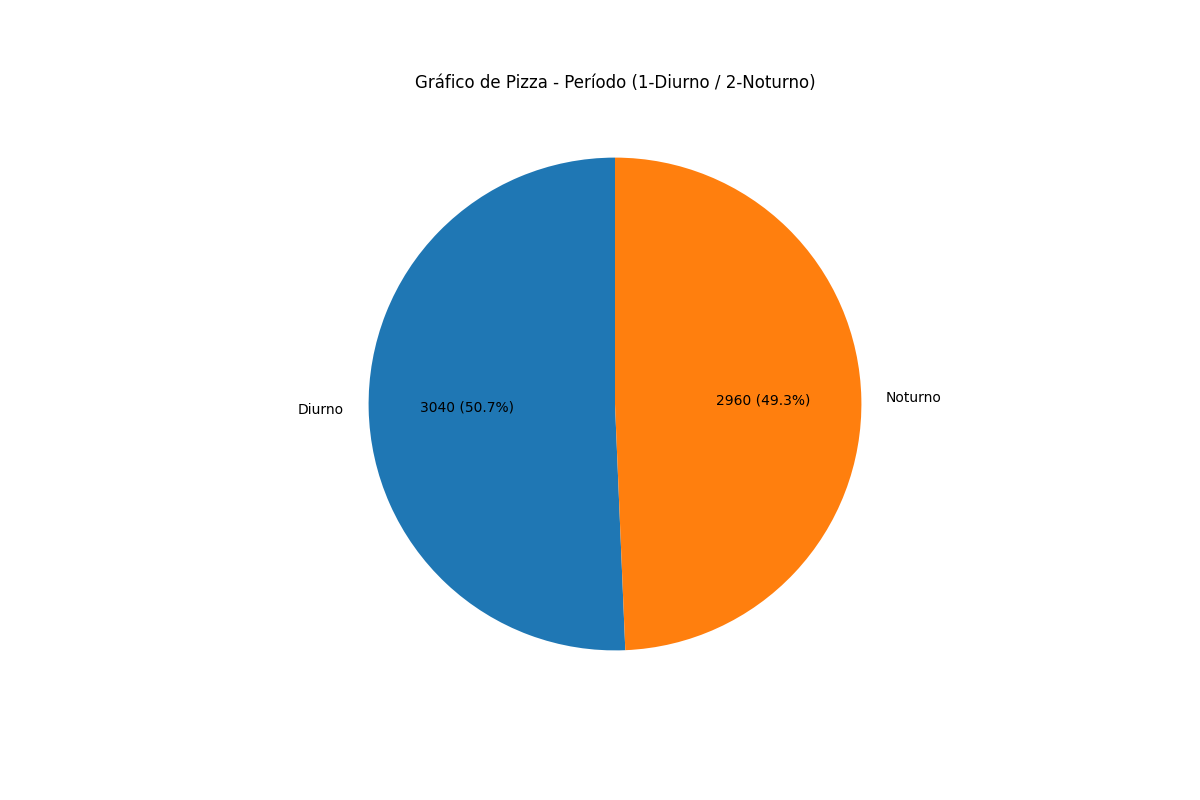 Gráfico de Pizza - Período (1-Diurno / 2-Noturno)
Diurno
3040 (50.7%)
2960 (49.3%)
Noturno